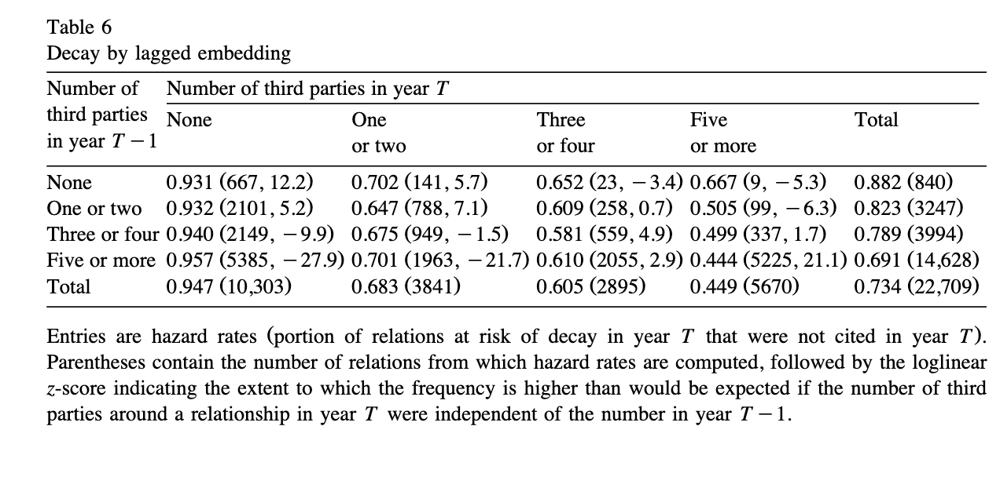 Table 6
Decay by lagged embedding
Number of Number of third parties in year T
third parties None One Three Five Total
in year T − 1 or two or four or more
None 0.931 (667, 12.2) 0.702 (141, 5.7) 0.652 (23, −3.4) 0.667 (9, −5.3) 0.882 (840)
One or two 0.932 (2101, 5.2) 0.647 (788, 7.1) 0.609 (258, 0.7) 0.505 (99, −6.3) 0.823 (3247)
Three or four 0.940 (2149, −9.9) 0.675 (949, −1.5) 0.581 (559, 4.9) 0.499 (337, 1.7) 0.789 (3994)
Five or more 0.957 (5385, −27.9) 0.701 (1963, −21.7) 0.610 (2055, 2.9) 0.444 (5225, 21.1) 0.691 (14,628)
Total 0.947 (10,303) 0.683 (3841) 0.605 (2895) 0.449 (5670) 0.734 (22,709)
Entries are hazard rates (portion of relations at risk of decay in year T that were not cited in year T).
Parentheses contain the number of relations from which hazard rates are computed, followed by the loglinear
z-score indicating the extent to which the frequency is higher than would be expected if the number of third
parties around a relationship in year T were independent of the number in year T − 1.